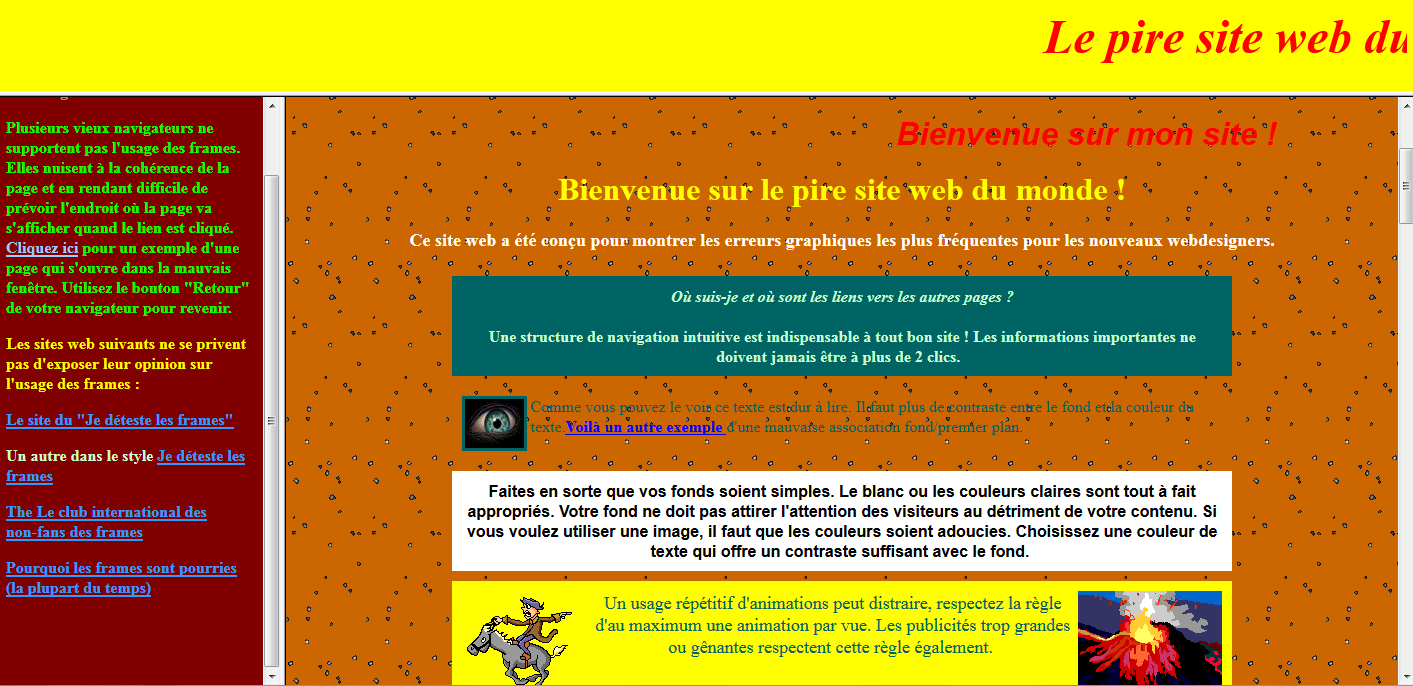 Le pire site web du
Plusieurs vieux navigateurs ne
supportent pas l'usage des frames.
Elles nuisent à la cohérence de la
page et en rendant difficile de
prévoir l'endroit où la page va
s'afficher quand le lien est cliqué.
Cliquez ici pour un exemple d'une
page qui s'ouvre dans la mauvais
fenêtre. Utilisez le bouton "Retour"
de votre navigateur pour revenir.
Les sites web suivants ne se privent
pas d'exposer leur opinion sur
l'usage des frames :
Le site du "Je déteste les frames"
Un autre dans le style Je déteste les
frames
The Le club international des
non-fans des frames
Pourquoi les frames sont pourries
(la plupart du temps)
Bienvenue sur mon site !
Bienvenue sur le pire site web du monde !
Ce site web a été conçu pour montrer les erreurs graphiques les plus fréquentes pour les nouveaux webdesigners.
Où suis-je et où sont les liens vers les autres pages ?
Une structure de navigation intuitive est indispensable à tout bon site ! Les informations importantes ne
doivent jamais être à plus de 2 clics.
Comme vous pouvez le voir ce texte est dur à lire. Il faut plus de contraste entre le fond et la couleur du
texte. Voilà un autre exemple d'une mauvaise association fond/premier plan.
Faites en sorte que vos fonds soient simples. Le blanc ou les couleurs claires sont tout à fait
appropriés. Votre fond ne doit pas attirer l'attention des visiteurs au détriment de votre contenu. Si
vous voulez utiliser une image, il faut que les couleurs soient adoucies. Choisissez une couleur de
texte qui offre un contraste suffisant avec le fond.
Un usage répétitif d'animations peut distraire, respectez la règle
d'au maximum une animation par vue. Les publicités trop grandes
ou gênantes respectent cette règle également.